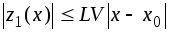 |z₁(x)| ≤ LV|x - x₀|